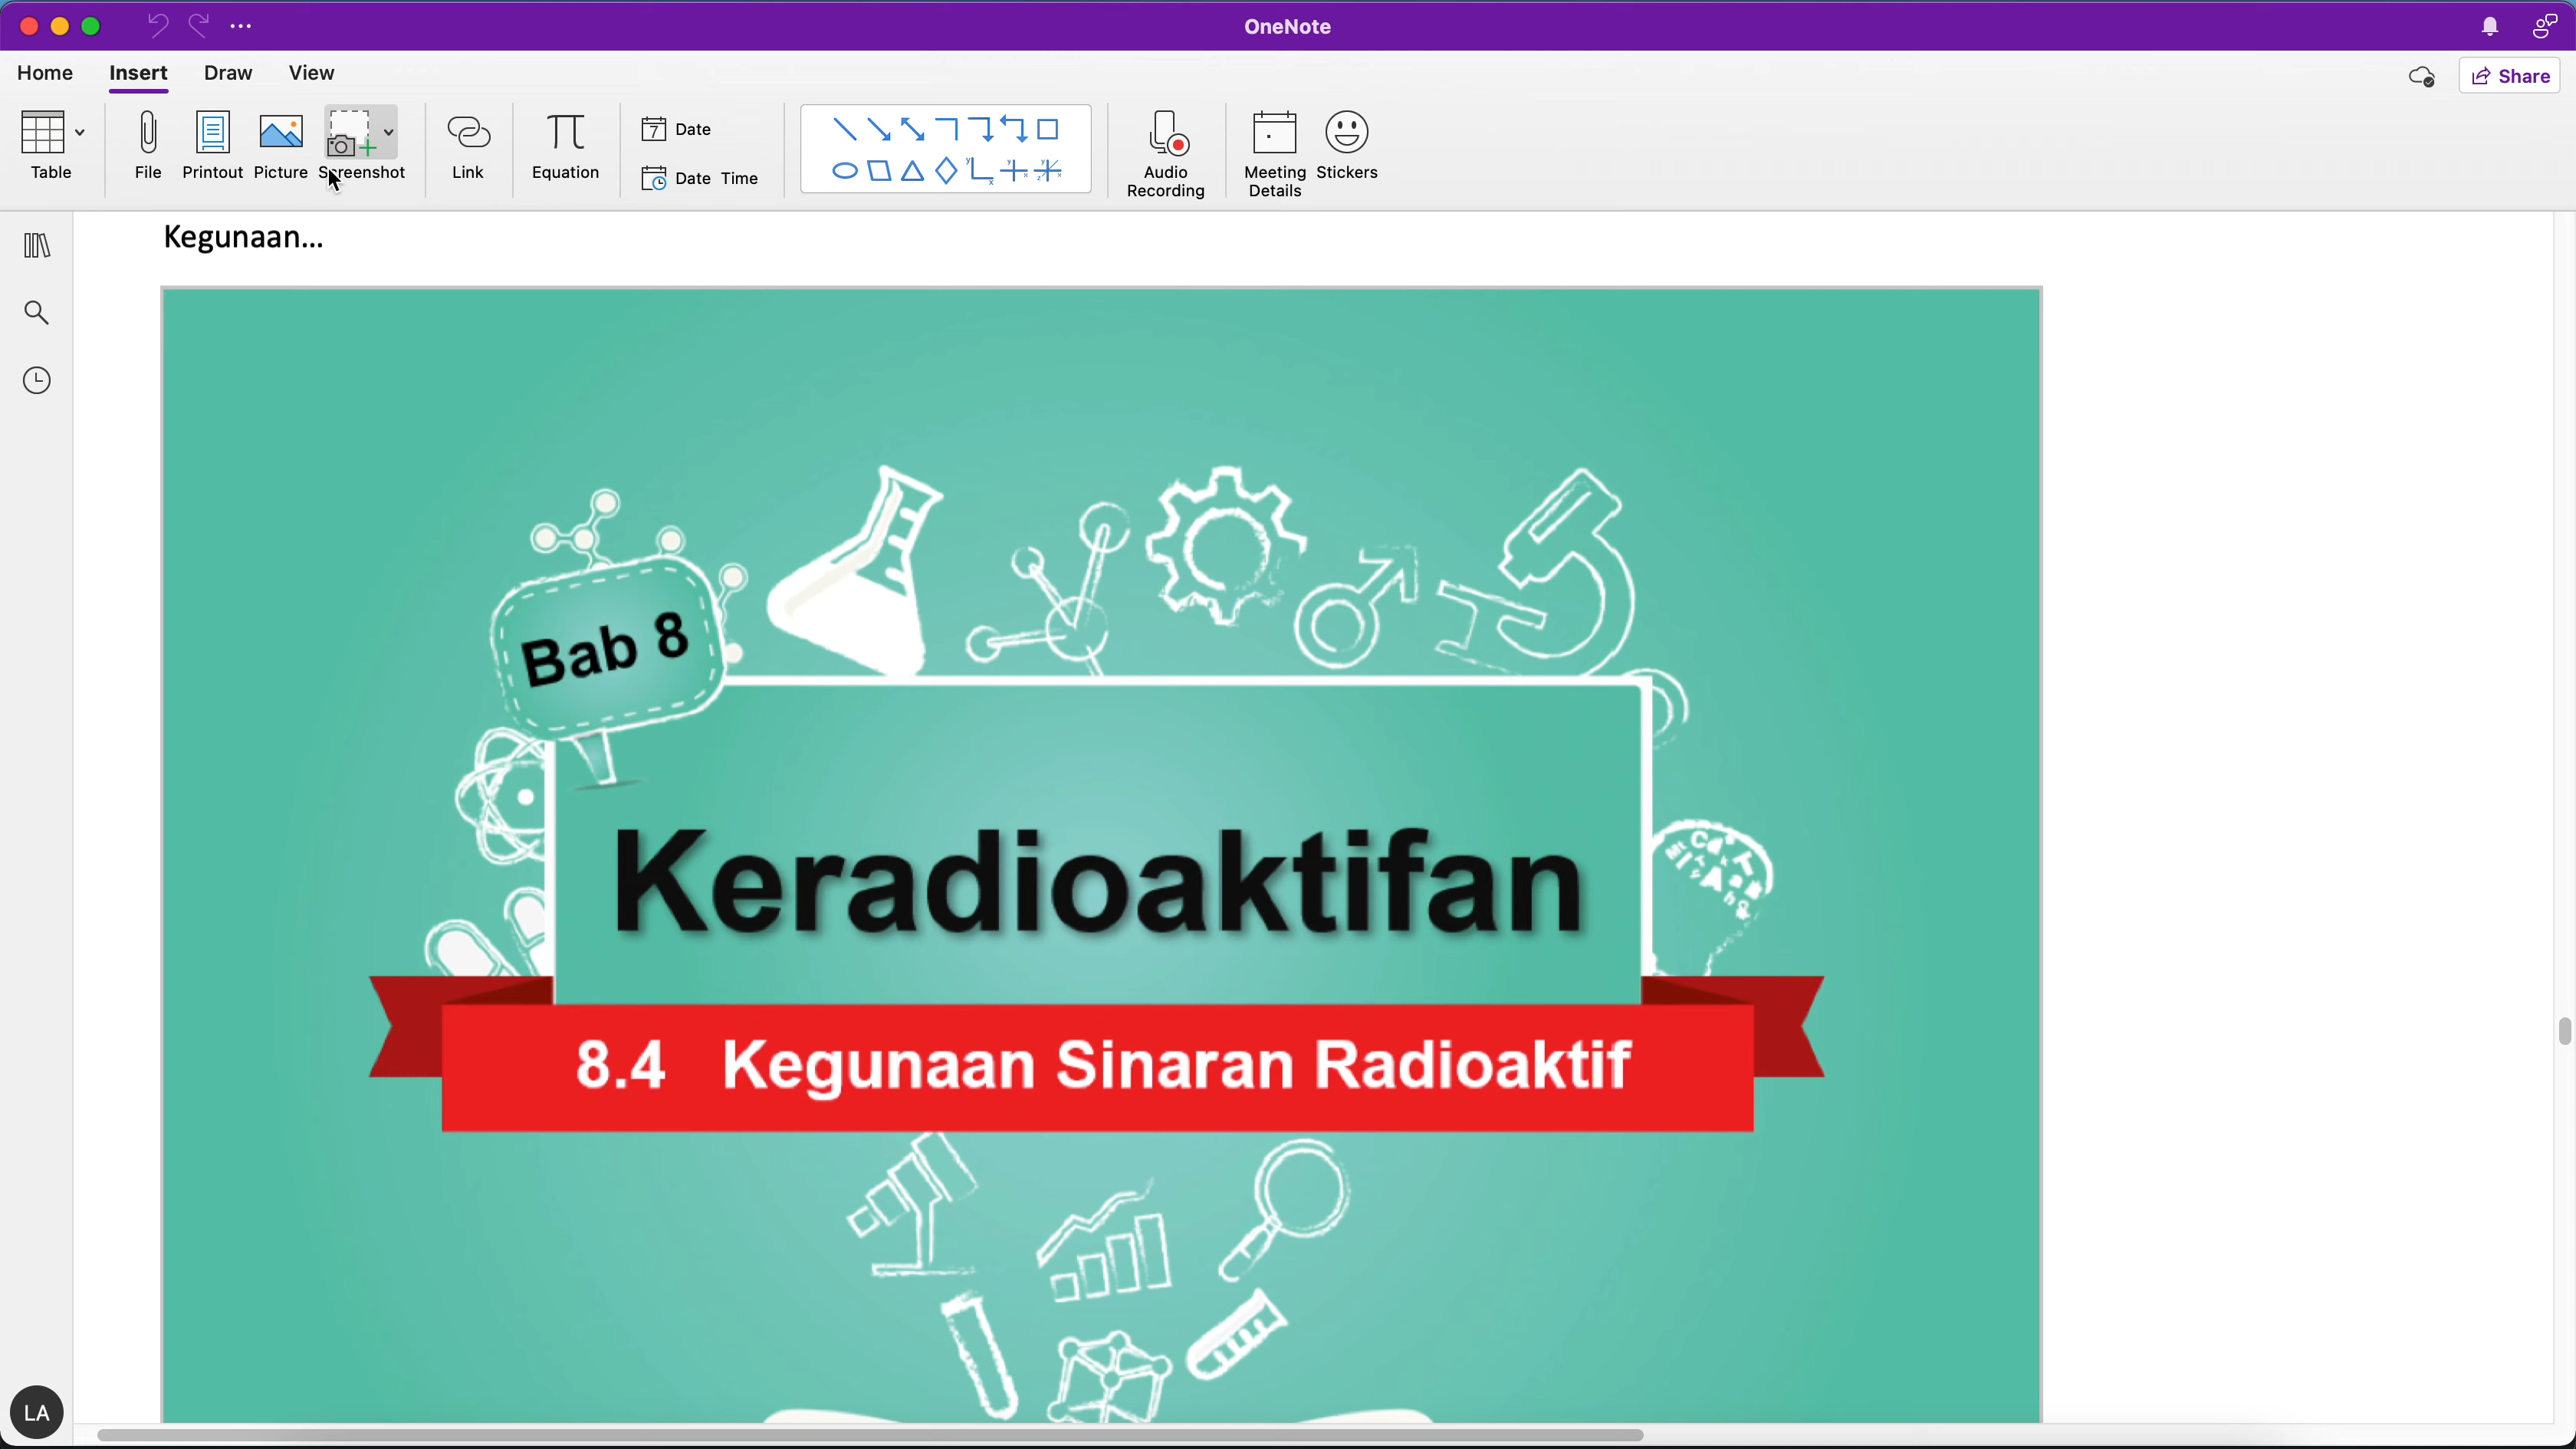 OneNote
Home Insert Draw View
Share
Table
File
Printout
Picture
Screenshot
Link
Equation
7 Date
Date Time
Audio
Recording
Meeting
Details
Stickers
Kegunaan...
Bab 8
Keradioaktifan
8.4 Kegunaan Sinaran Radioaktif
LA